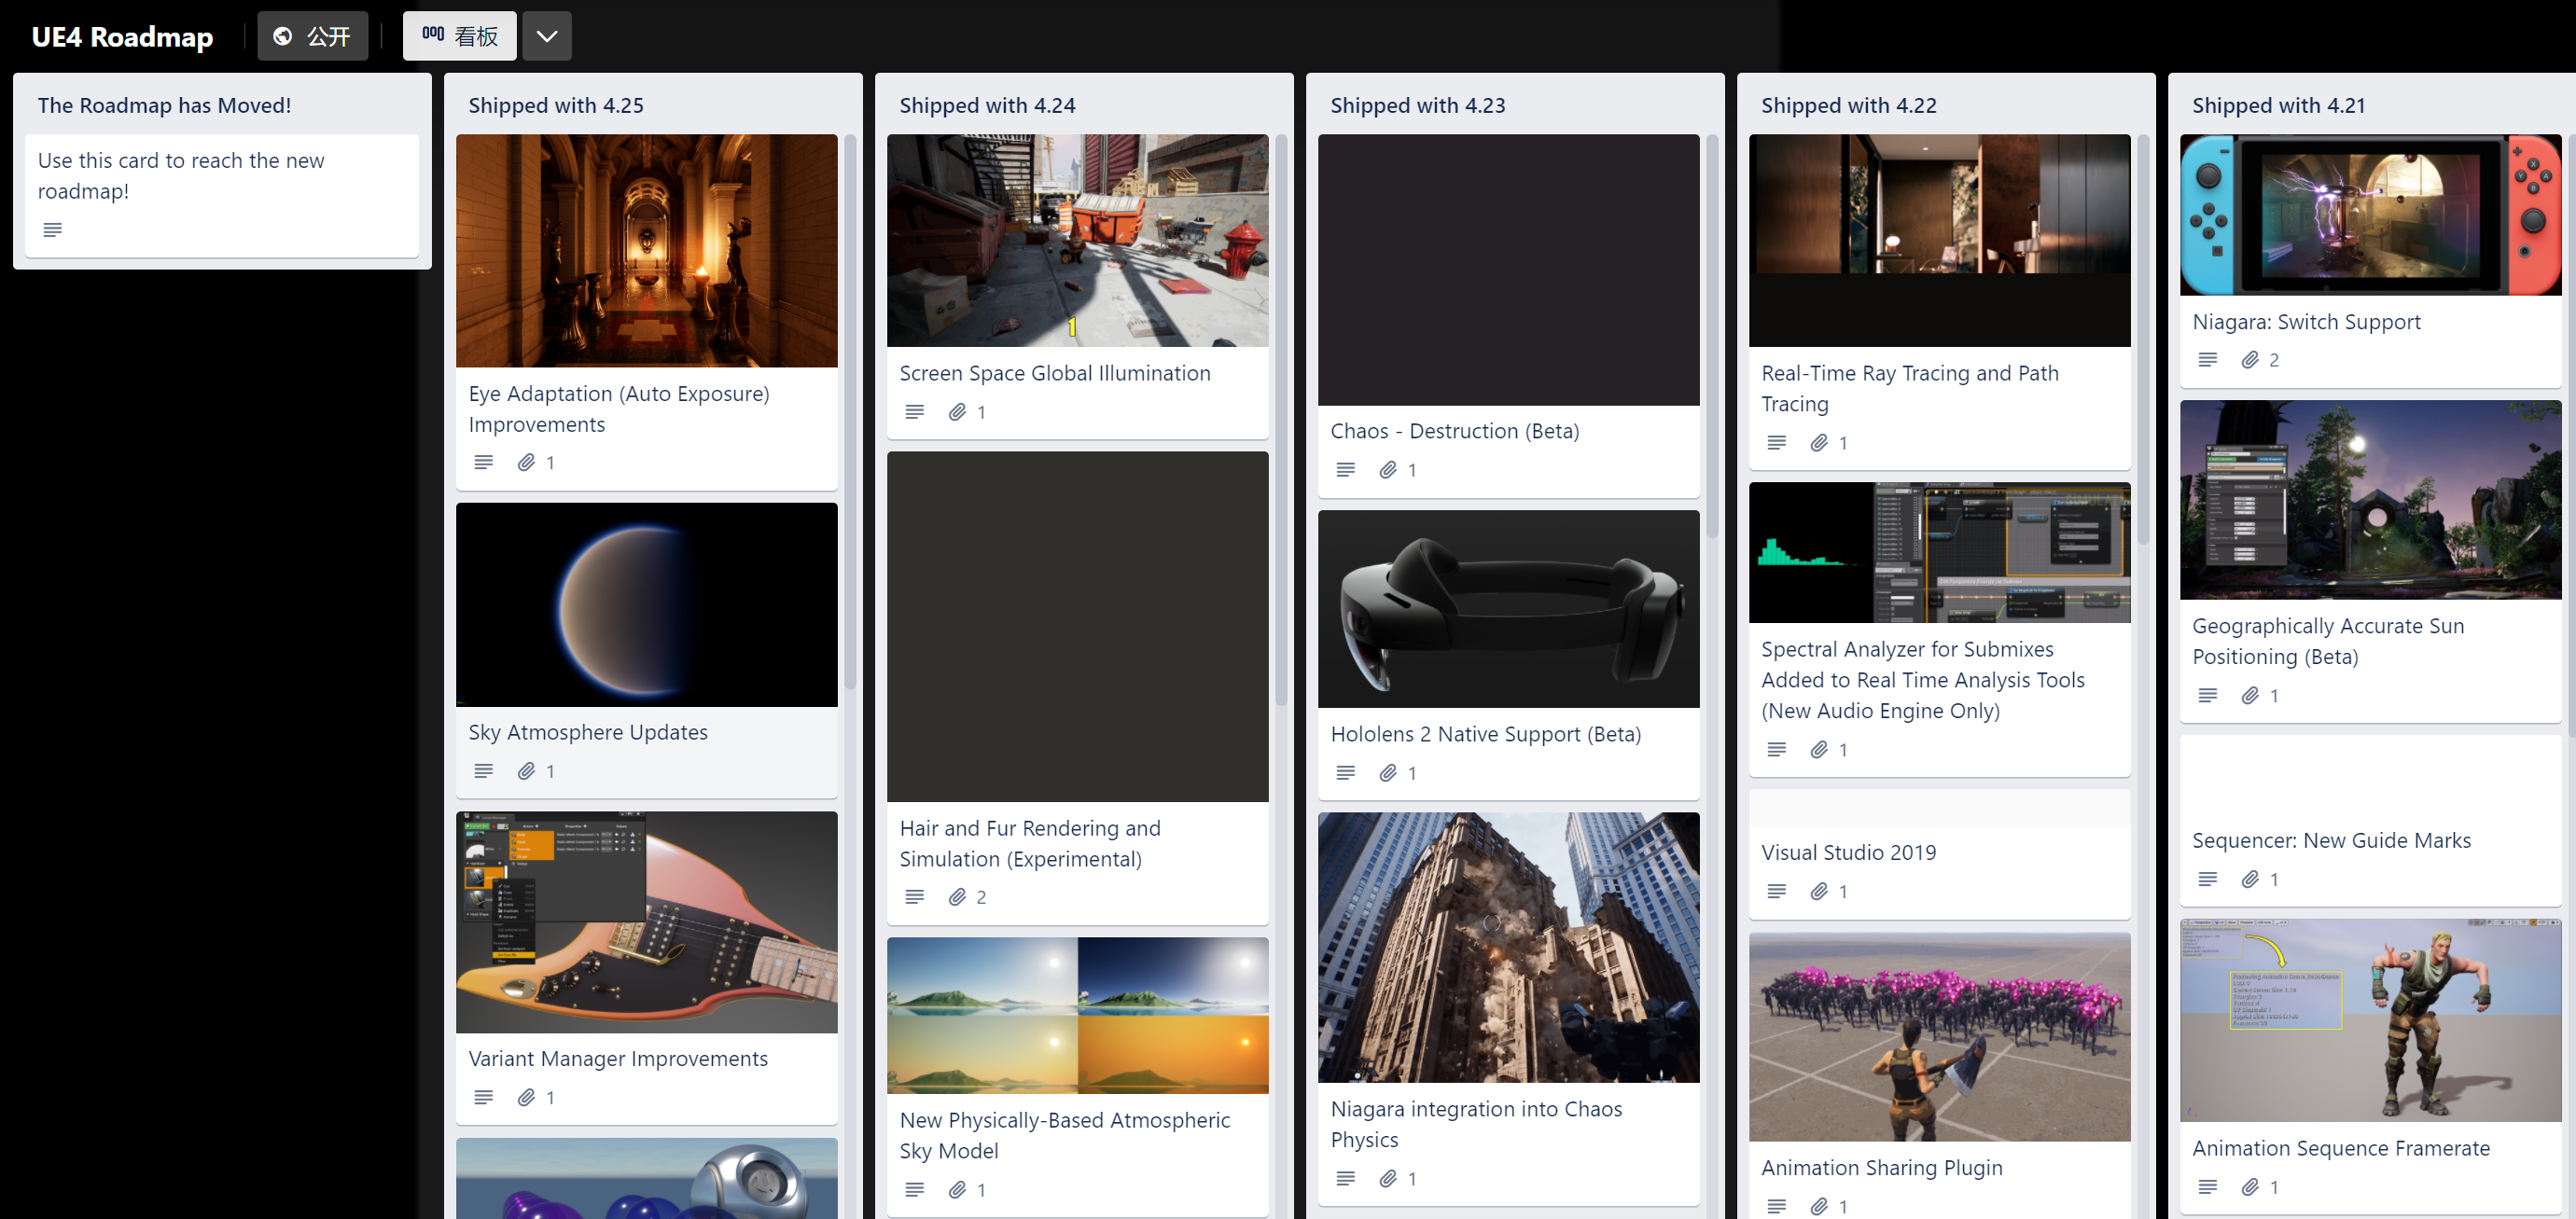 UE4 Roadmap
公开
看板
The Roadmap has Moved!
Use this card to reach the new
roadmap!
Shipped with 4.25
Eye Adaptation (Auto Exposure)
Improvements
1
Sky Atmosphere Updates
1
Variant Manager Improvements
1
Shipped with 4.24
1
Screen Space Global Illumination
1
Hair and Fur Rendering and
Simulation (Experimental)
2
New Physically-Based Atmospheric
Sky Model
1
Shipped with 4.23
Chaos - Destruction (Beta)
1
Hololens 2 Native Support (Beta)
1
Niagara integration into Chaos
Physics
1
Shipped with 4.22
Real-Time Ray Tracing and Path
Tracing
1
Spectral Analyzer for Submixes
Added to Real Time Analysis Tools
(New Audio Engine Only)
1
Visual Studio 2019
1
Animation Sharing Plugin
1
Shipped with 4.21
Niagara: Switch Support
2
Geographically Accurate Sun
Positioning (Beta)
1
Sequencer: New Guide Marks
1
Animation Sequence Framerate
1